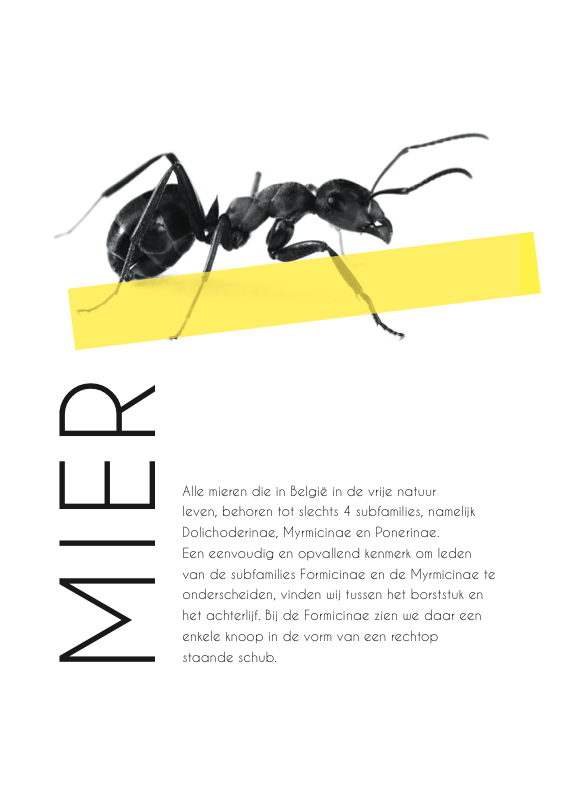 MIER
Alle mieren die in België in de vrije natuur
leven, behoren tot slechts 4 subfamilies, namelijk
Dolichoderinae, Myrmicinae en Ponerinae.
Een eenvoudig en opvallend kenmerk om leden
van de subfamilies Formicinae en de Myrmicinae te
onderscheiden, vinden wij tussen het borststuk en
het achterlijf. Bij de Formicinae zien we daar een
enkele knoop in de vorm van een rechtop
staande schub.